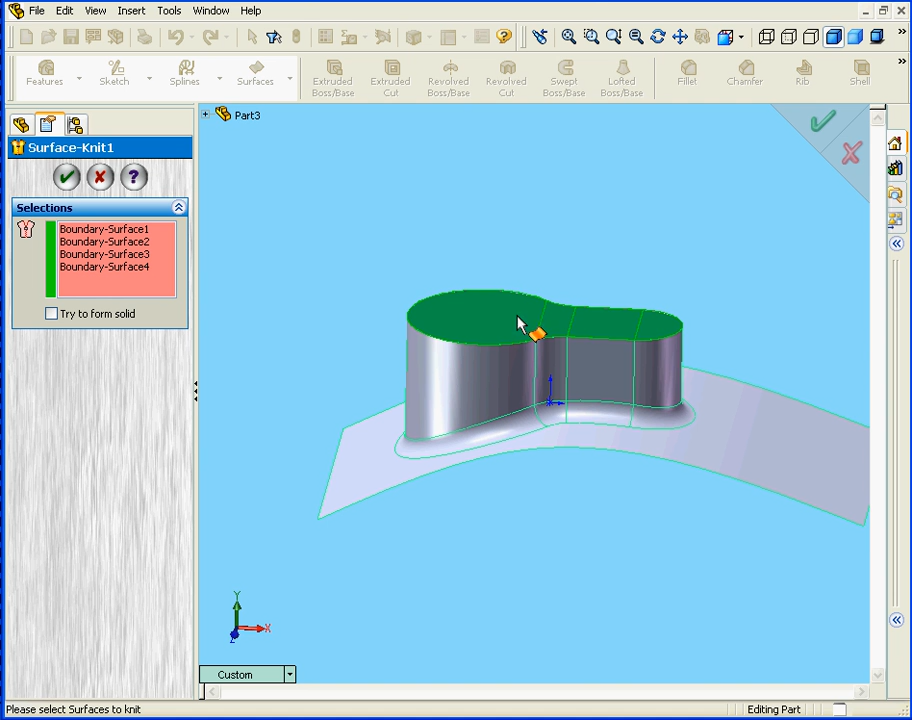 File Edit View Insert Tools Window Help
Features Sketch Splines Surfaces Extruded Boss/Base Extruded Cut Revolved Boss/Base Revolved Cut Swept Boss/Base Lofted Boss/Base Fillet Chamfer Rib Shell
Part3
Surface-Knit1
?
Selections
Boundary-Surface1
Boundary-Surface2
Boundary-Surface3
Boundary-Surface4
Try to form solid
Y
X
Z
Custom
Please select Surfaces to knit Editing Part